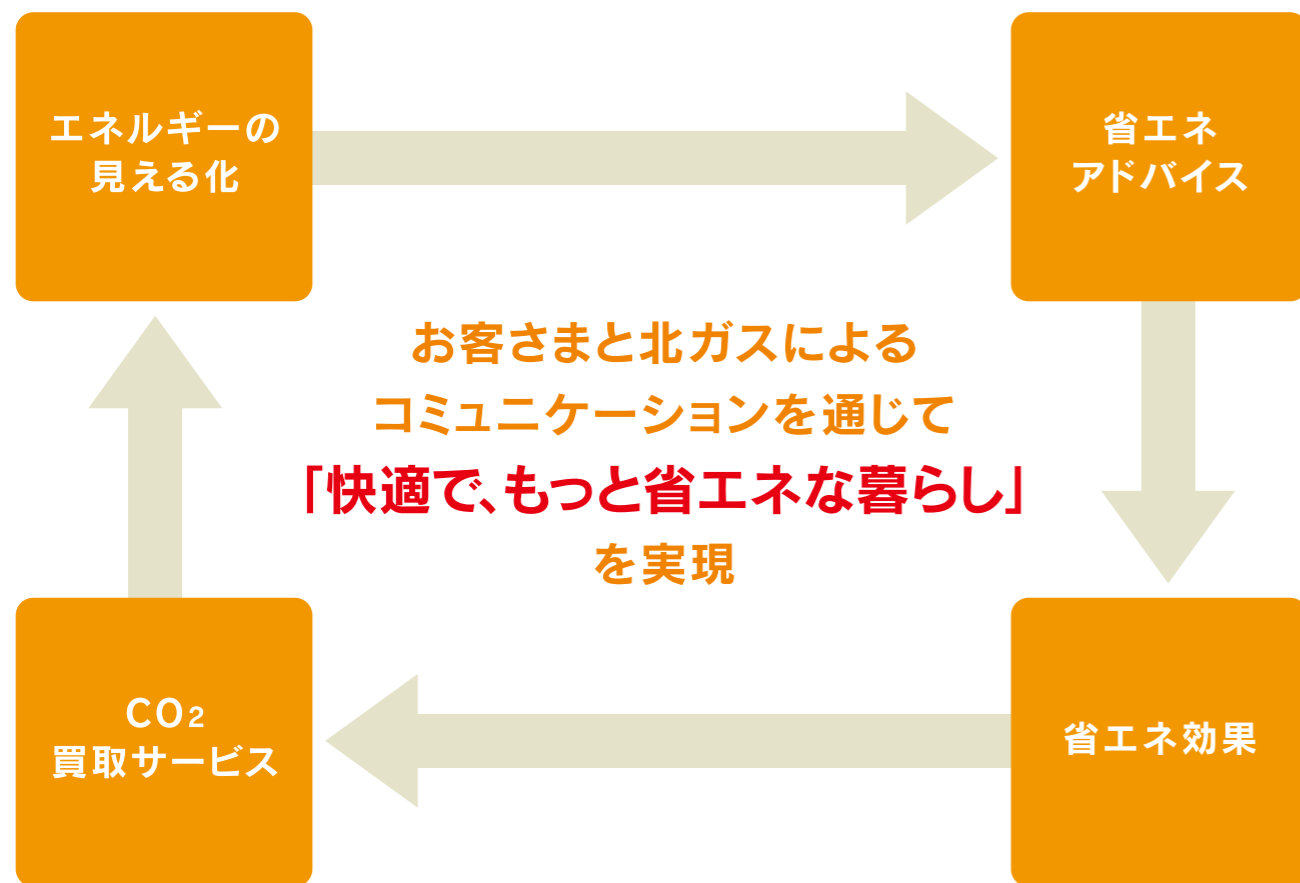 エネルギーの
見える化
省エネ
アドバイス
お客さまと北ガスによる
コミュニケーションを通じて
「快適で、もっと省エネな暮らし」
を実現
CO2
買取サービス
省エネ効果